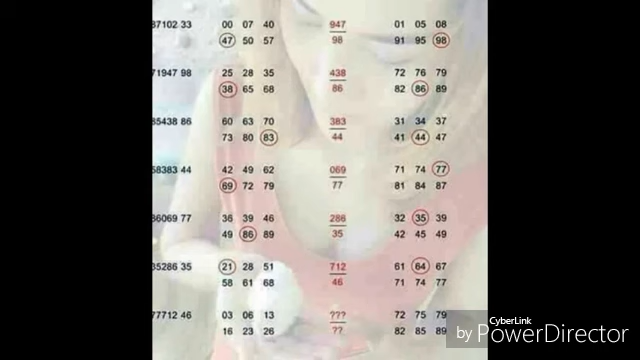 87102 33 00 07 40 947 01 05 08
47 50 57 98 91 95 98
71947 98 25 28 35 438 72 76 79
38 65 68 86 82 86 89
85438 86 60 63 70 383 31 34 37
73 80 83 44 41 44 47
58383 44 42 49 62 069 71 74 77
69 72 79 77 81 84 87
86069 77 36 39 46 286 32 35 39
49 86 89 35 42 45 49
35286 35 21 28 51 712 61 64 67
58 61 68 46 71 74 77
77712 46 03 06 13 ??? 72 75 79
16 23 26 ?? 82 85 89
CyberLink
by PowerDirector